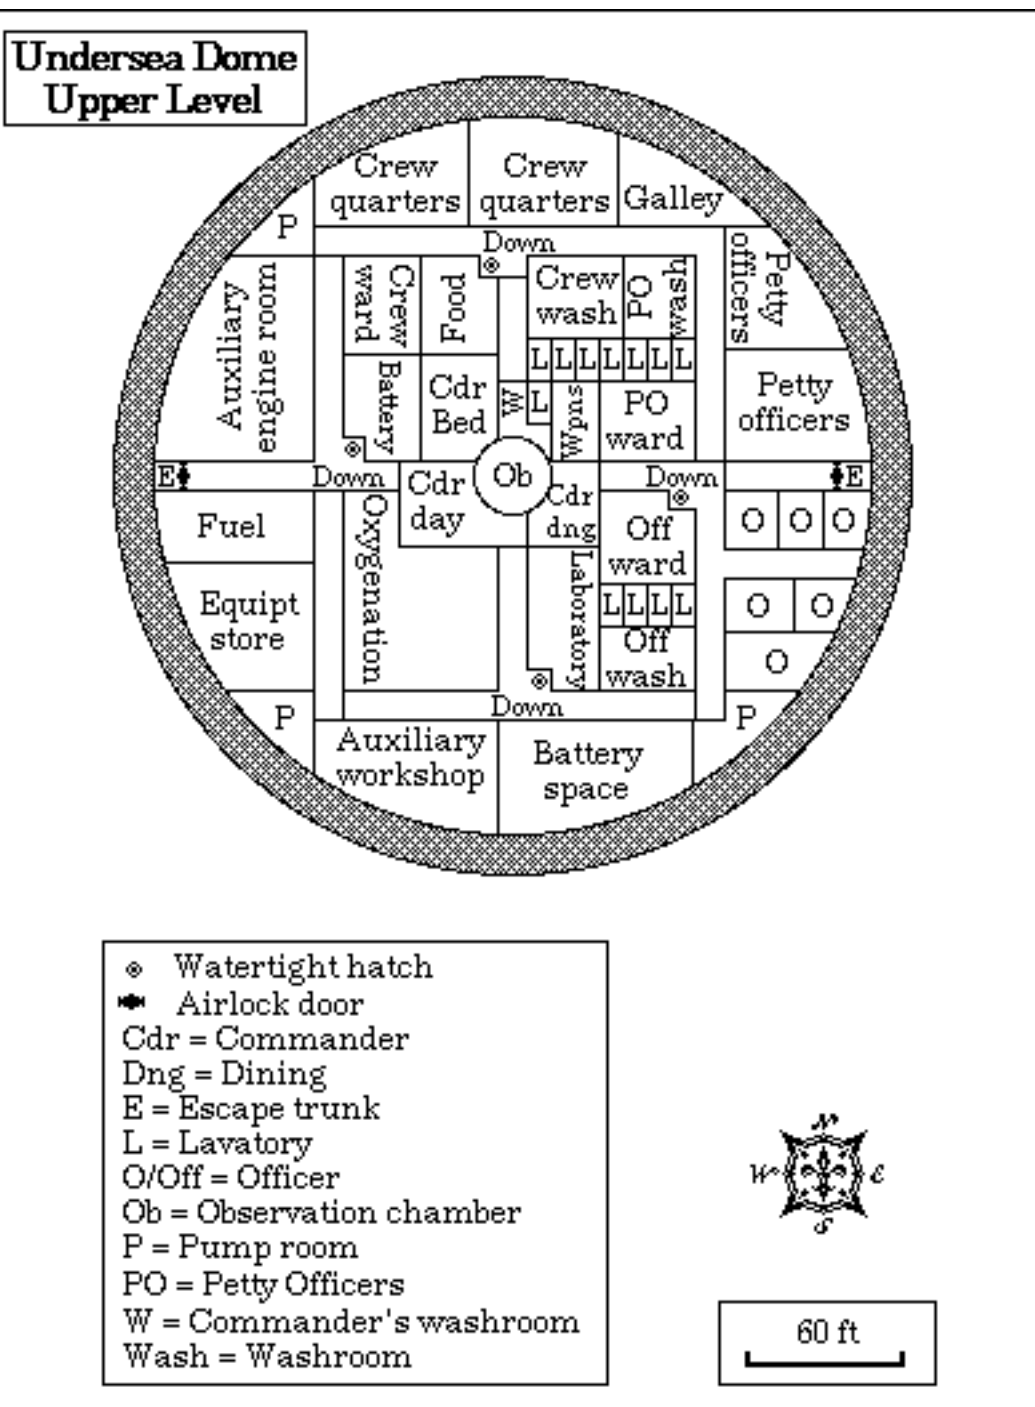 Undersea Dome
Upper Level
Crew
quarters
Crew
quarters
Galley
P
Down
Petty
officers
Auxiliary
engine room
Crew
ward
Food
Crew
wash
PO
wash
L L L L L L L
Battery
Cdr
Bed
W
L
Wpns
PO
ward
Petty
officers
E
Down
Cdr
day
Ob
Cdr
dng
Down
E
Fuel
Oxygenation
Off
ward
O O O
Equipt
store
Laboratory
L L L L
O O
Off
wash
O
P
Down
P
Auxiliary
workshop
Battery
space
Watertight hatch
Airlock door
Cdr = Commander
Dng = Dining
E = Escape trunk
L = Lavatory
O/Off = Officer
Ob = Observation chamber
P = Pump room
PO = Petty Officers
W = Commander's washroom
Wash = Washroom
N
W
E
S
60 ft